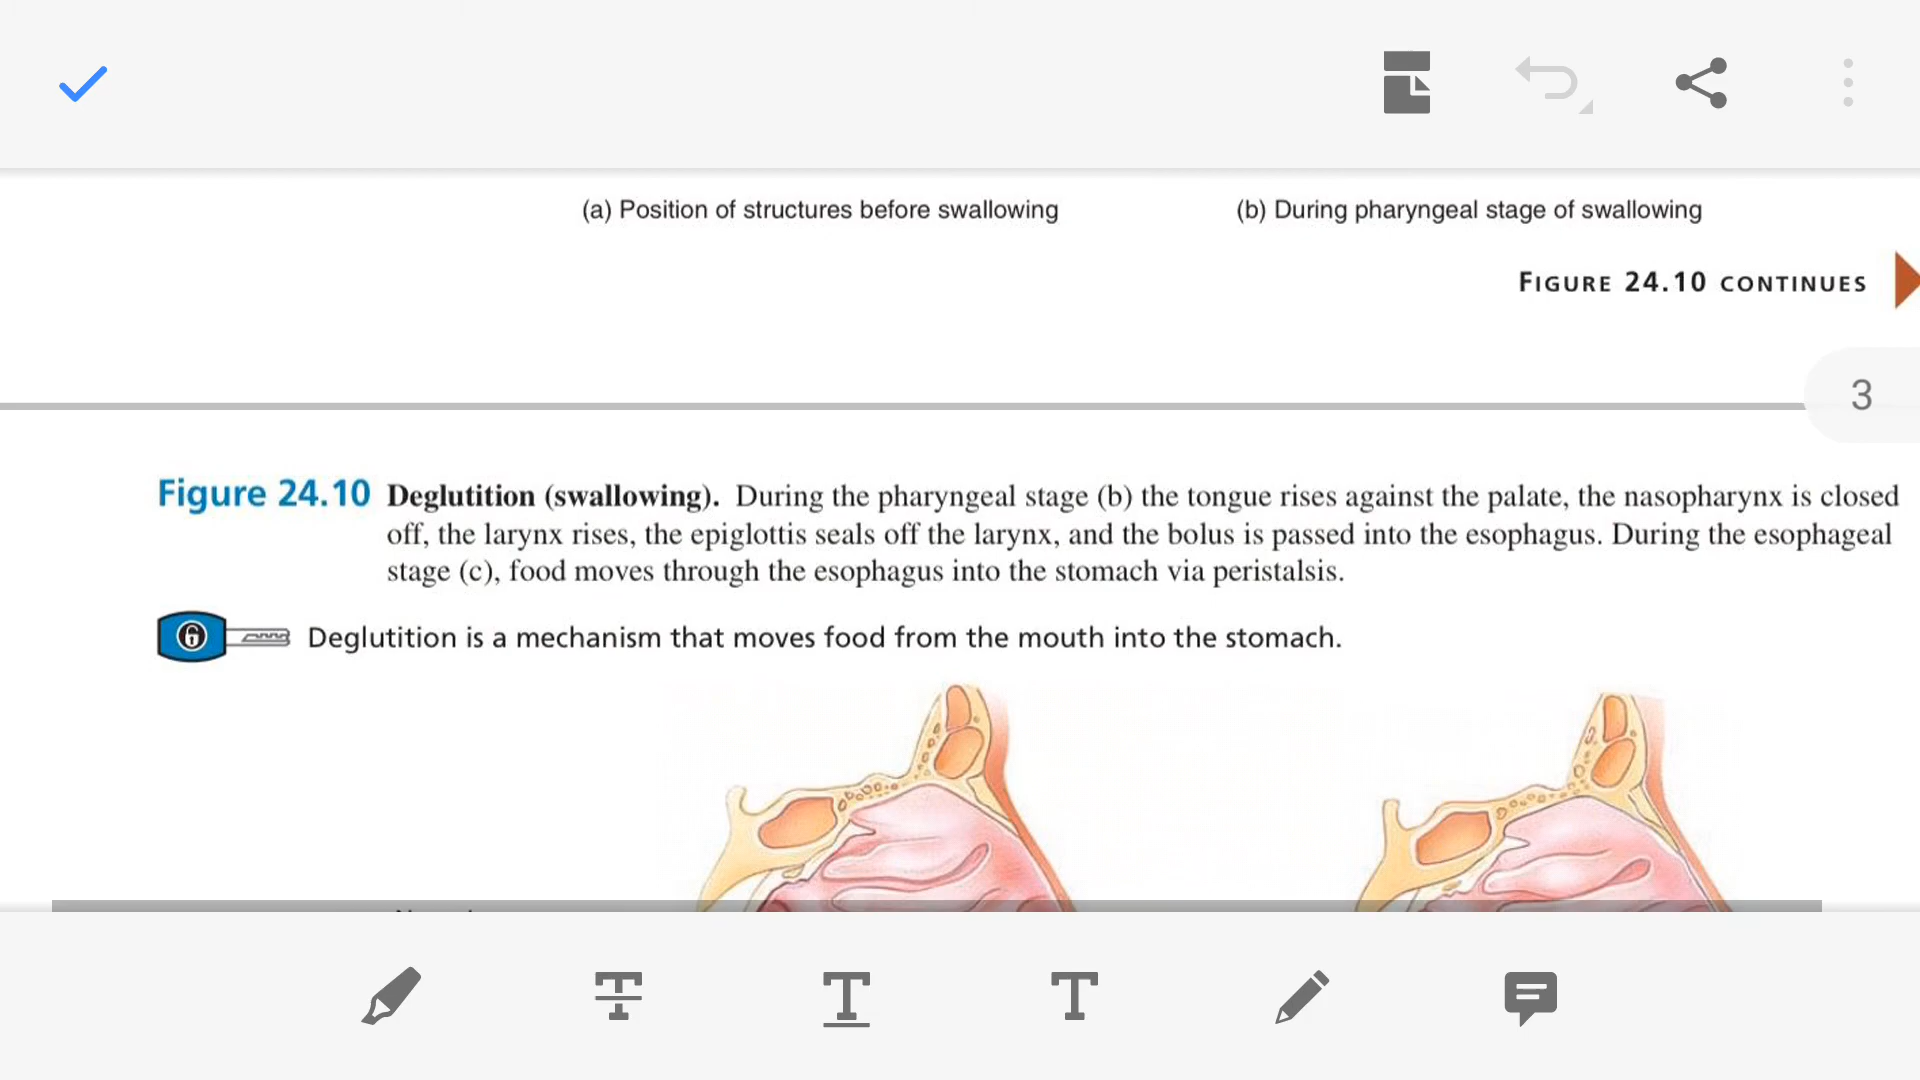 (a) Position of structures before swallowing
(b) During pharyngeal stage of swallowing
FIGURE 24.10 CONTINUES
3
Figure 24.10 Deglutition (swallowing). During the pharyngeal stage (b) the tongue rises against the palate, the nasopharynx is closed
off, the larynx rises, the epiglottis seals off the larynx, and the bolus is passed into the esophagus. During the esophageal
stage (c), food moves through the esophagus into the stomach via peristalsis.
Deglutition is a mechanism that moves food from the mouth into the stomach.